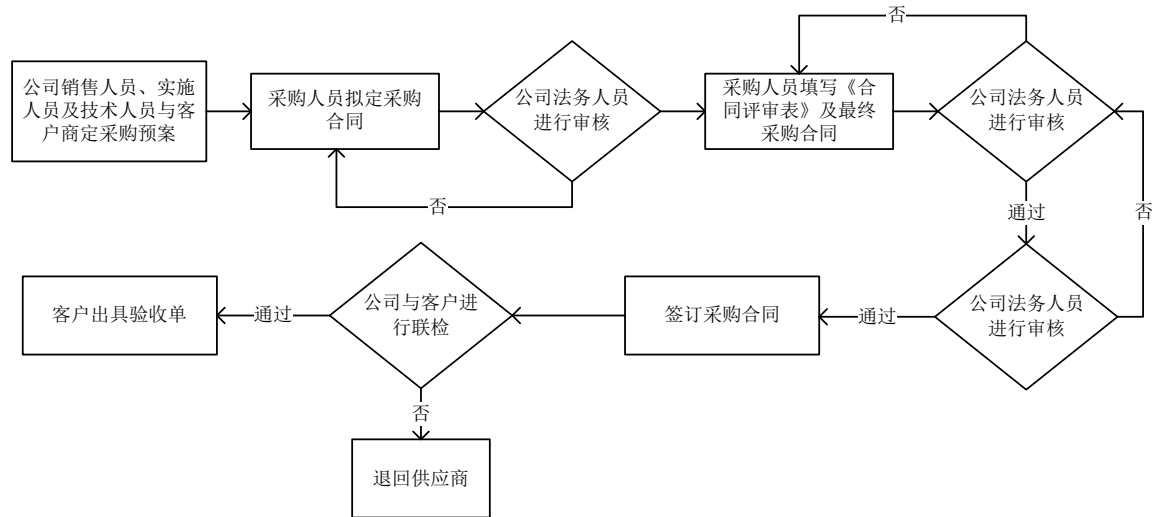 否
公司销售人员、实施
人员及技术人员与客
户商定采购预案
采购人员拟定采购
合同
公司法务人员
进行审核
采购人员填写《合
同评审表》及最终
采购合同
公司法务人员
进行审核
否
通过
否
客户出具验收单
通过
公司与客户进
行联检
签订采购合同
通过
公司法务人员
进行审核
否
退回供应商